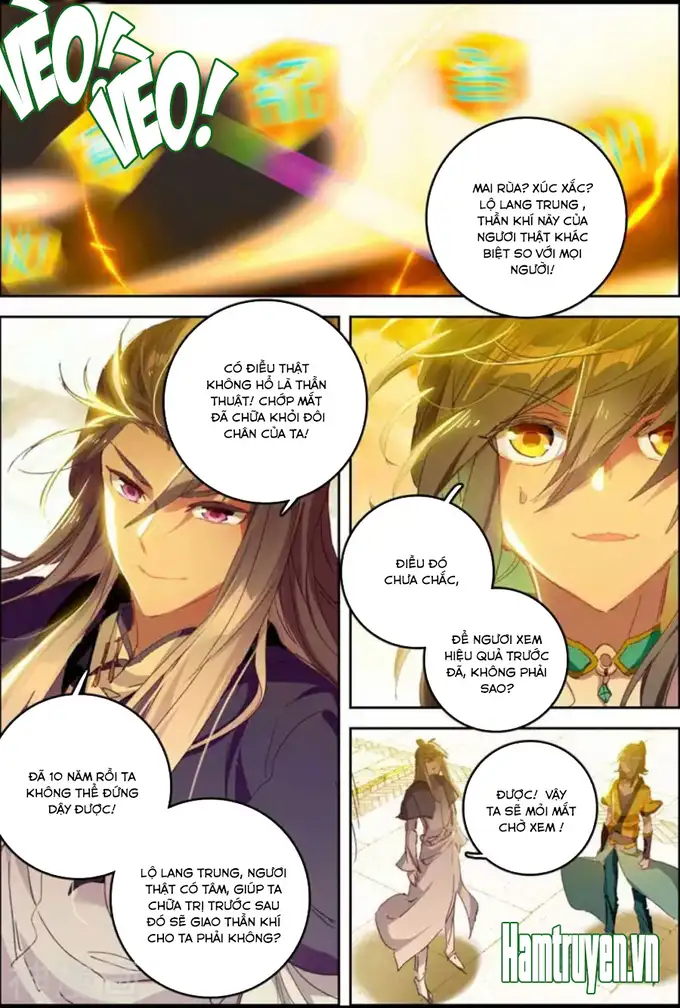 VÈO!
VÈO!
MAI RÙA? XÚC XẮC?
LỘ LANG TRUNG ,
THẦN KHÍ NÀY CỦA
NGƯƠI THẬT KHÁC
BIỆT SO VỚI MỌI
NGƯỜI!
CÓ ĐIỀU THẬT
KHÔNG HỔ LÀ THẦN
THUẬT! CHỚP MẮT
ĐÃ CHỮA KHỎI ĐÔI
CHÂN CỦA TA!
ĐIỀU ĐÓ
CHƯA CHẮC,
ĐỂ NGƯƠI XEM
HIỆU QUẢ TRƯỚC
ĐÃ, KHÔNG PHẢI
SAO?
ĐÃ 10 NĂM RỒI TA
KHÔNG THỂ ĐỨNG
DẬY ĐƯỢC!
LỘ LANG TRUNG, NGƯƠI
THẬT CÓ TÂM, GIÚP TA
CHỮA TRỊ TRƯỚC SAU
ĐÓ SẼ GIAO THẦN KHÍ
CHO TA PHẢI KHÔNG?
ĐƯỢC! VẬY
TA SẼ MỎI MẮT
CHỜ XEM !
Hamtruyen.vn